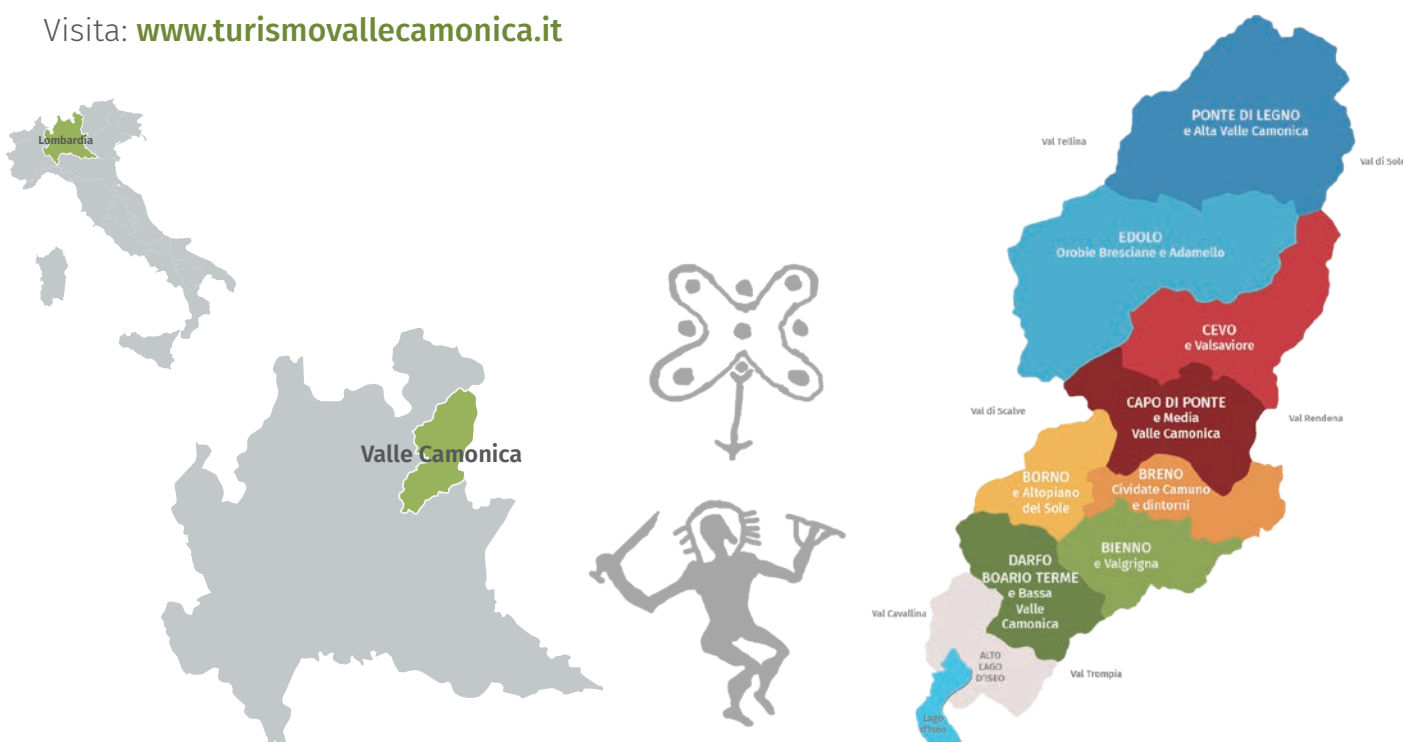 Visita: www.turismovallecamonica.it
Lombardia
Valle Camonica
PONTE DI LEGNO
e Alta Valle Camonica
Val Tellina
Val di Sole
EDOLO
Orobie Bresciane e Adamello
CEVO
e Valsaviore
CAPO DI PONTE
e Media
Valle Camonica
Val di Scalve
Val Rendena
BORNO
e Altopiano
del Sole
BRENO
Cividate Camuno
e dintorni
BIENNO
e Valgrigna
DARFO
BOARIO TERME
e Bassa
Valle
Camonica
Val Cavallina
ALTO
LAGO
D'ISEO
Val Trompia
Lago
d'Iseo